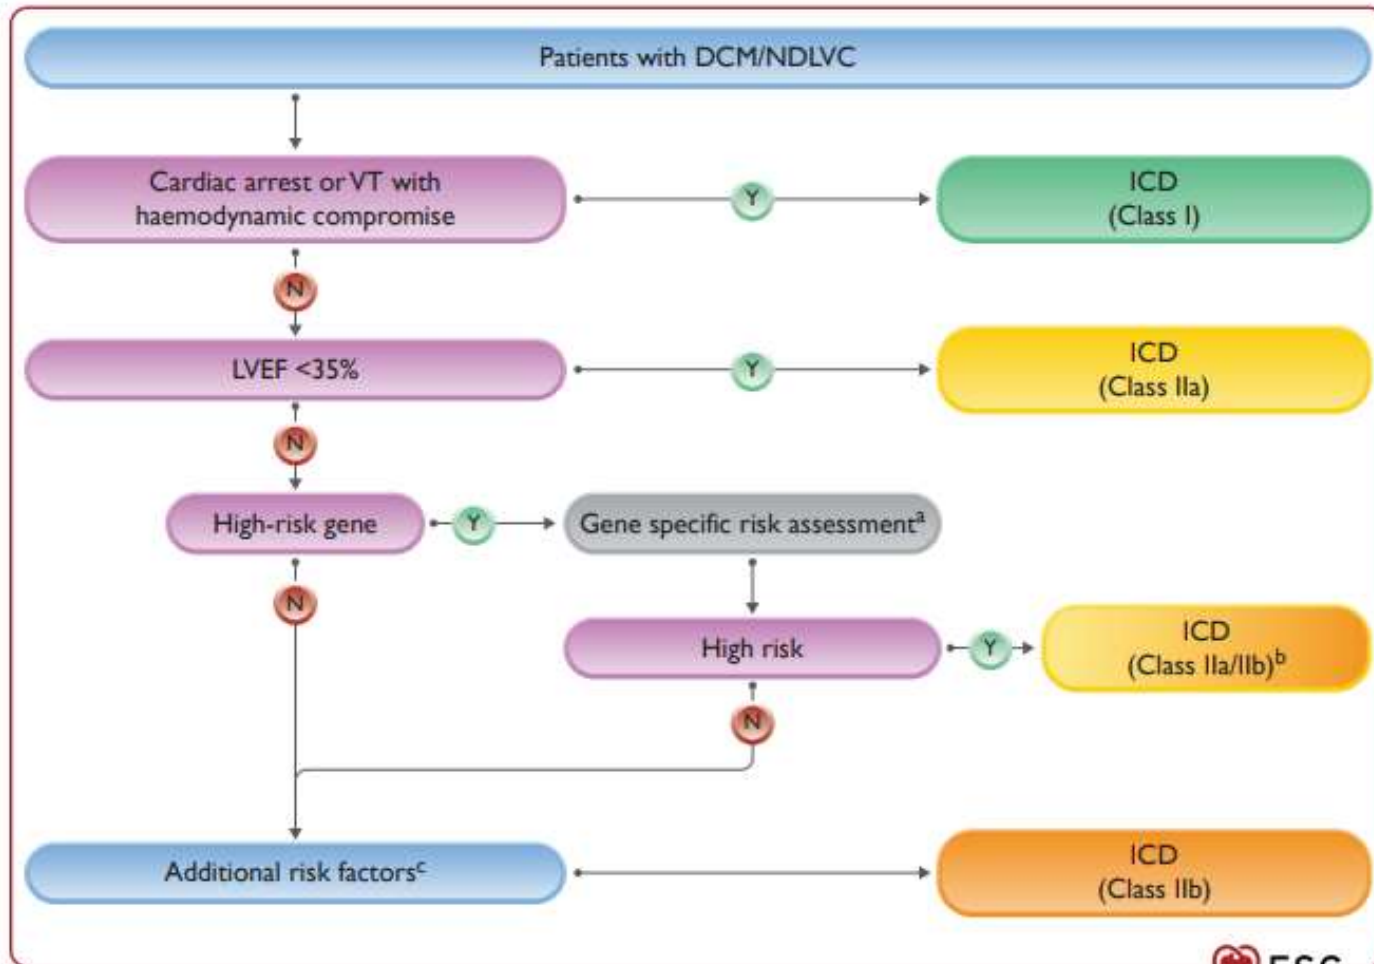 Patients with DCM/NDLVC
Cardiac arrest or VT with
haemodynamic compromise
Y
ICD
(Class I)
N
LVEF <35%
Y
ICD
(Class IIa)
N
High-risk gene
Y
Gene specific risk assessmentᵃ
N
High risk
Y
ICD
(Class IIa/IIb)ᵇ
N
Additional risk factorsᶜ
ICD
(Class IIb)